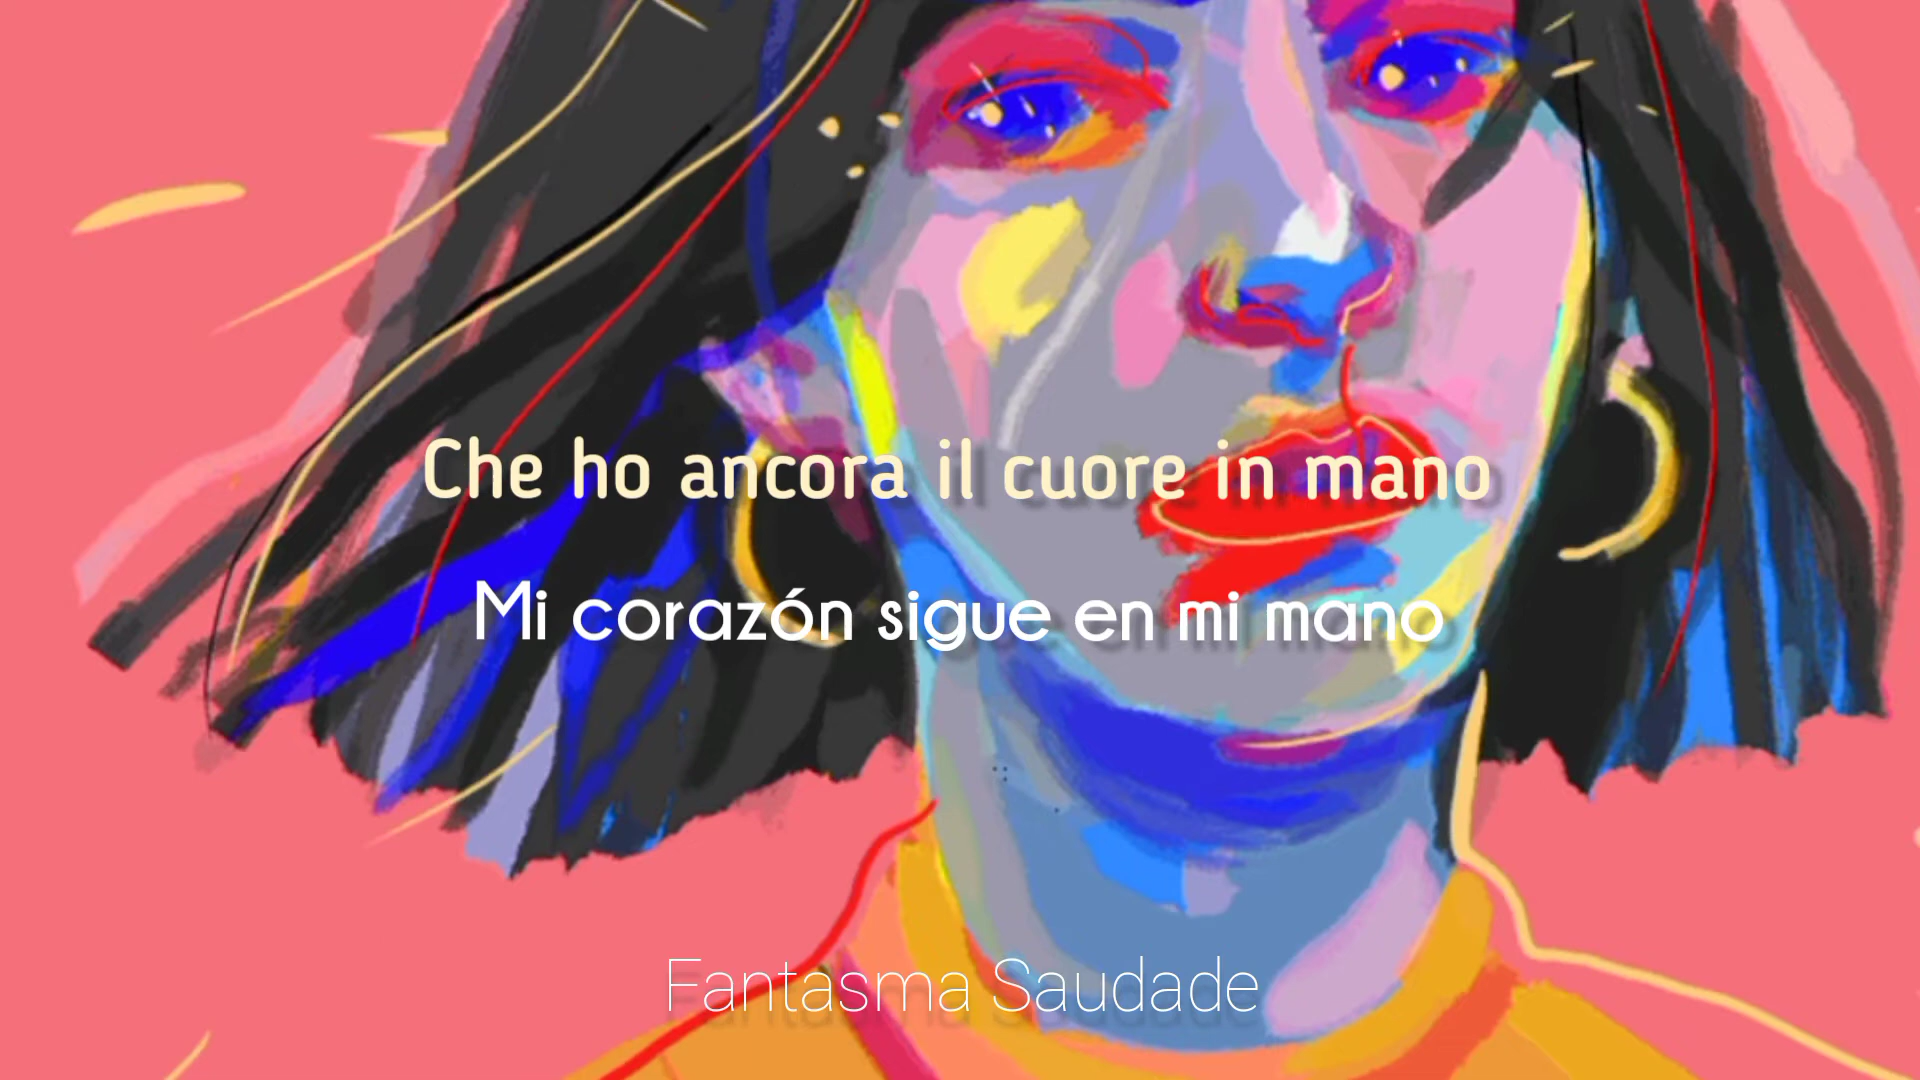 Che ho ancora il cuore in mano
Mi corazón sigue en mi mano
Fantasma Saudade